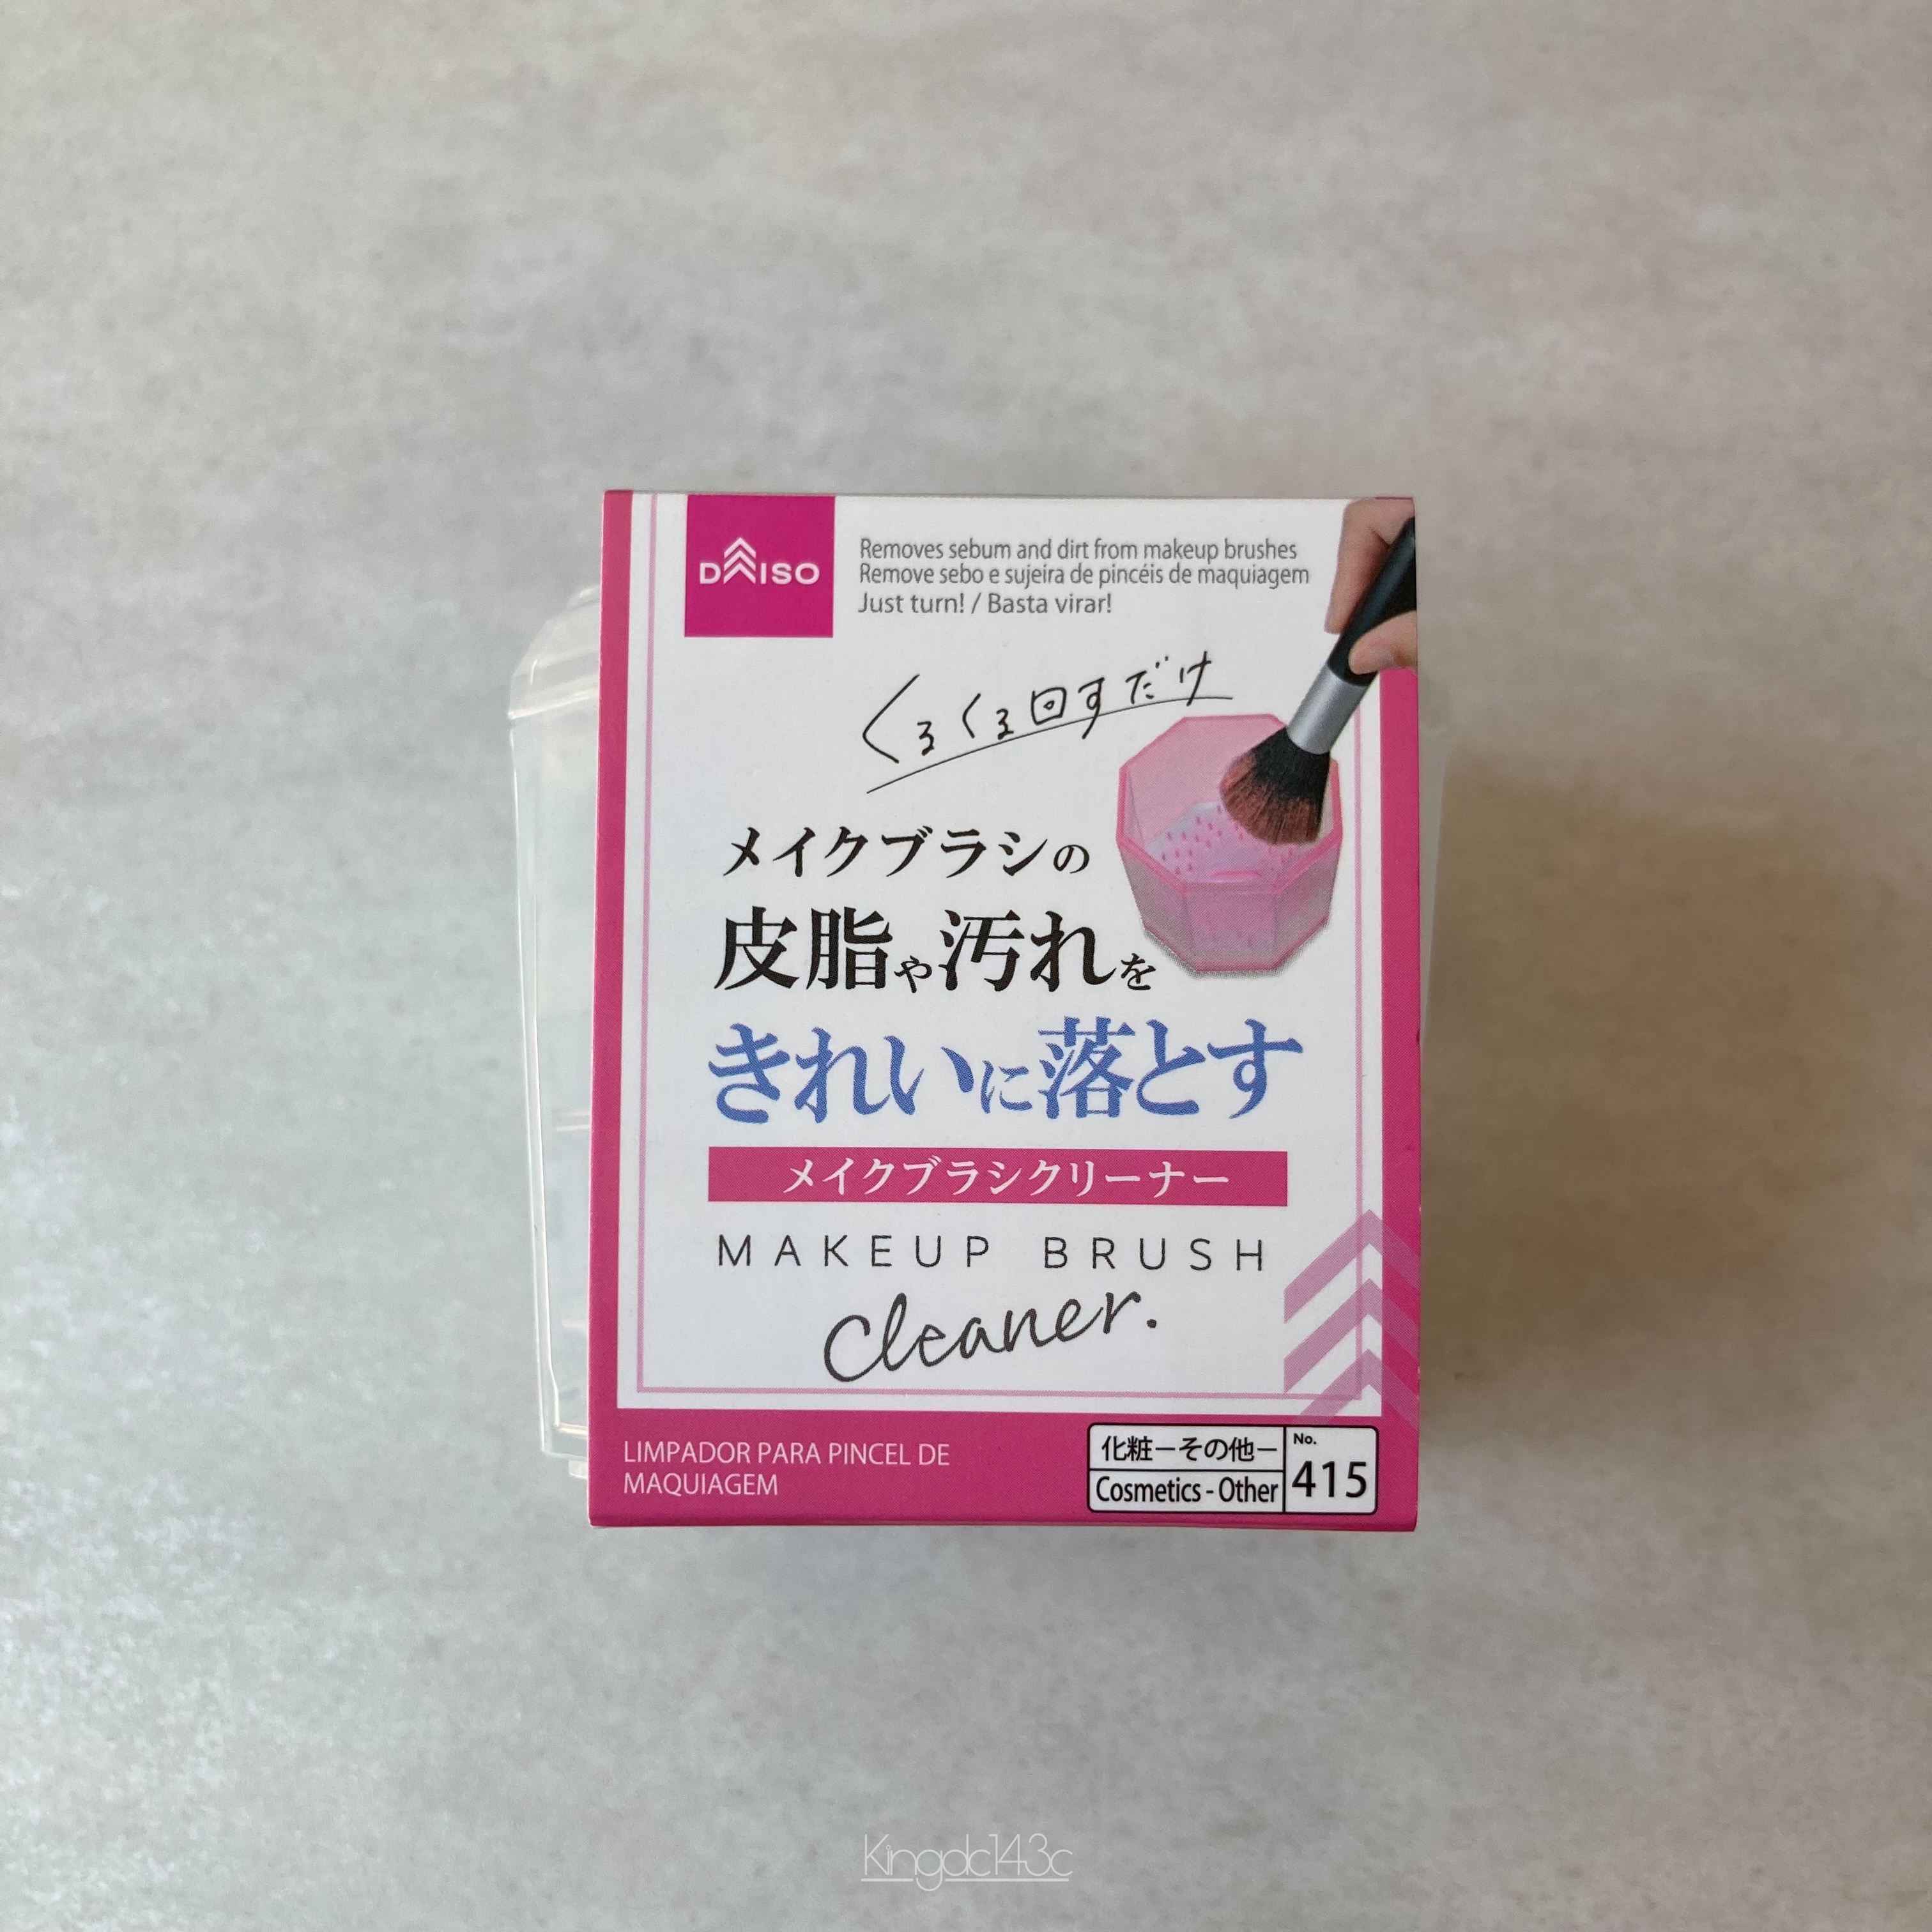 DAISO
Removes sebum and dirt from makeup brushes
Remove sebo e sujeira de pincéis de maquiagem
Just turn! / Basta virar!
くるくる回すだけ
メイクブラシの
皮脂や汚れを
きれいに落とす
メイクブラシクリーナー
MAKEUP BRUSH
cleaner.
LIMPADOR PARA PINCEL DE
MAQUIAGEM
化粧ーその他ー
Cosmetics - Other
No.
415
Kingdc143c